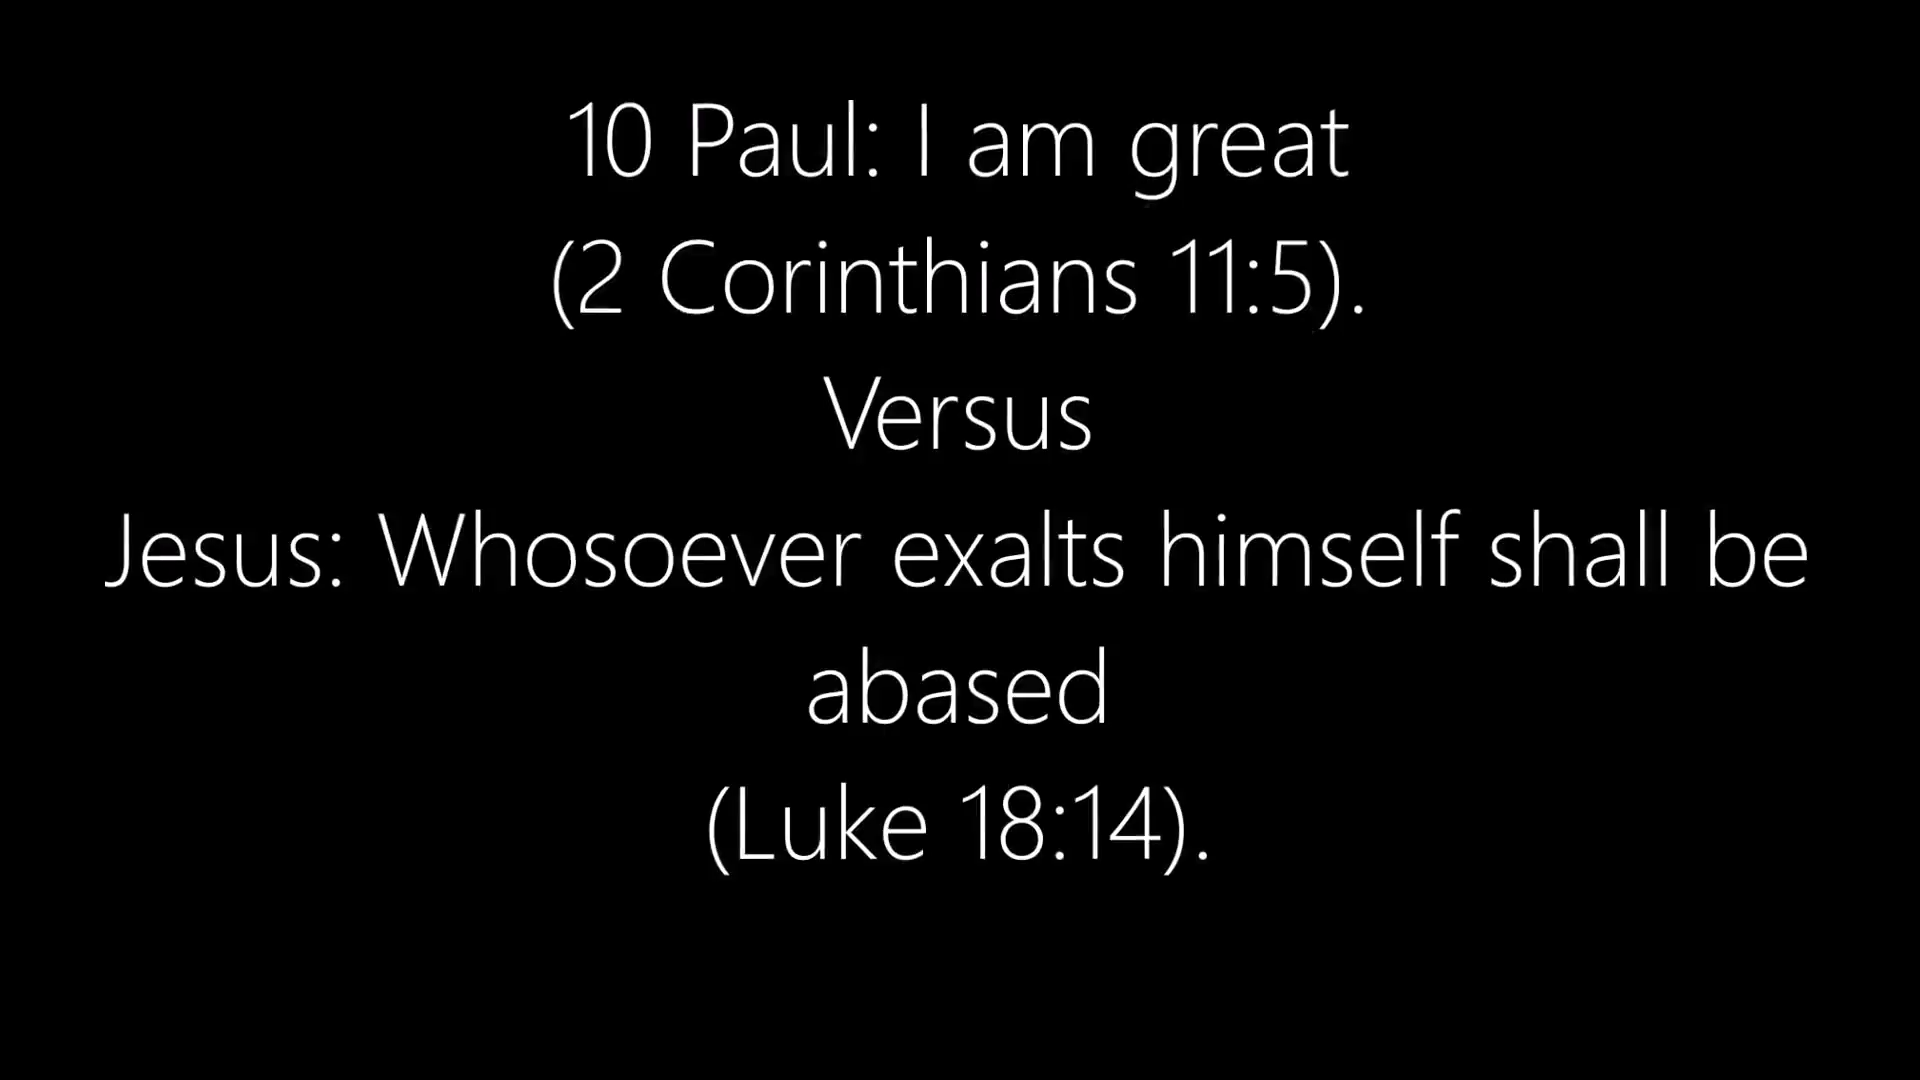 10 Paul: I am great
(2 Corinthians 11:5).
Versus
Jesus: Whosoever exalts himself shall be
abased
(Luke 18:14).